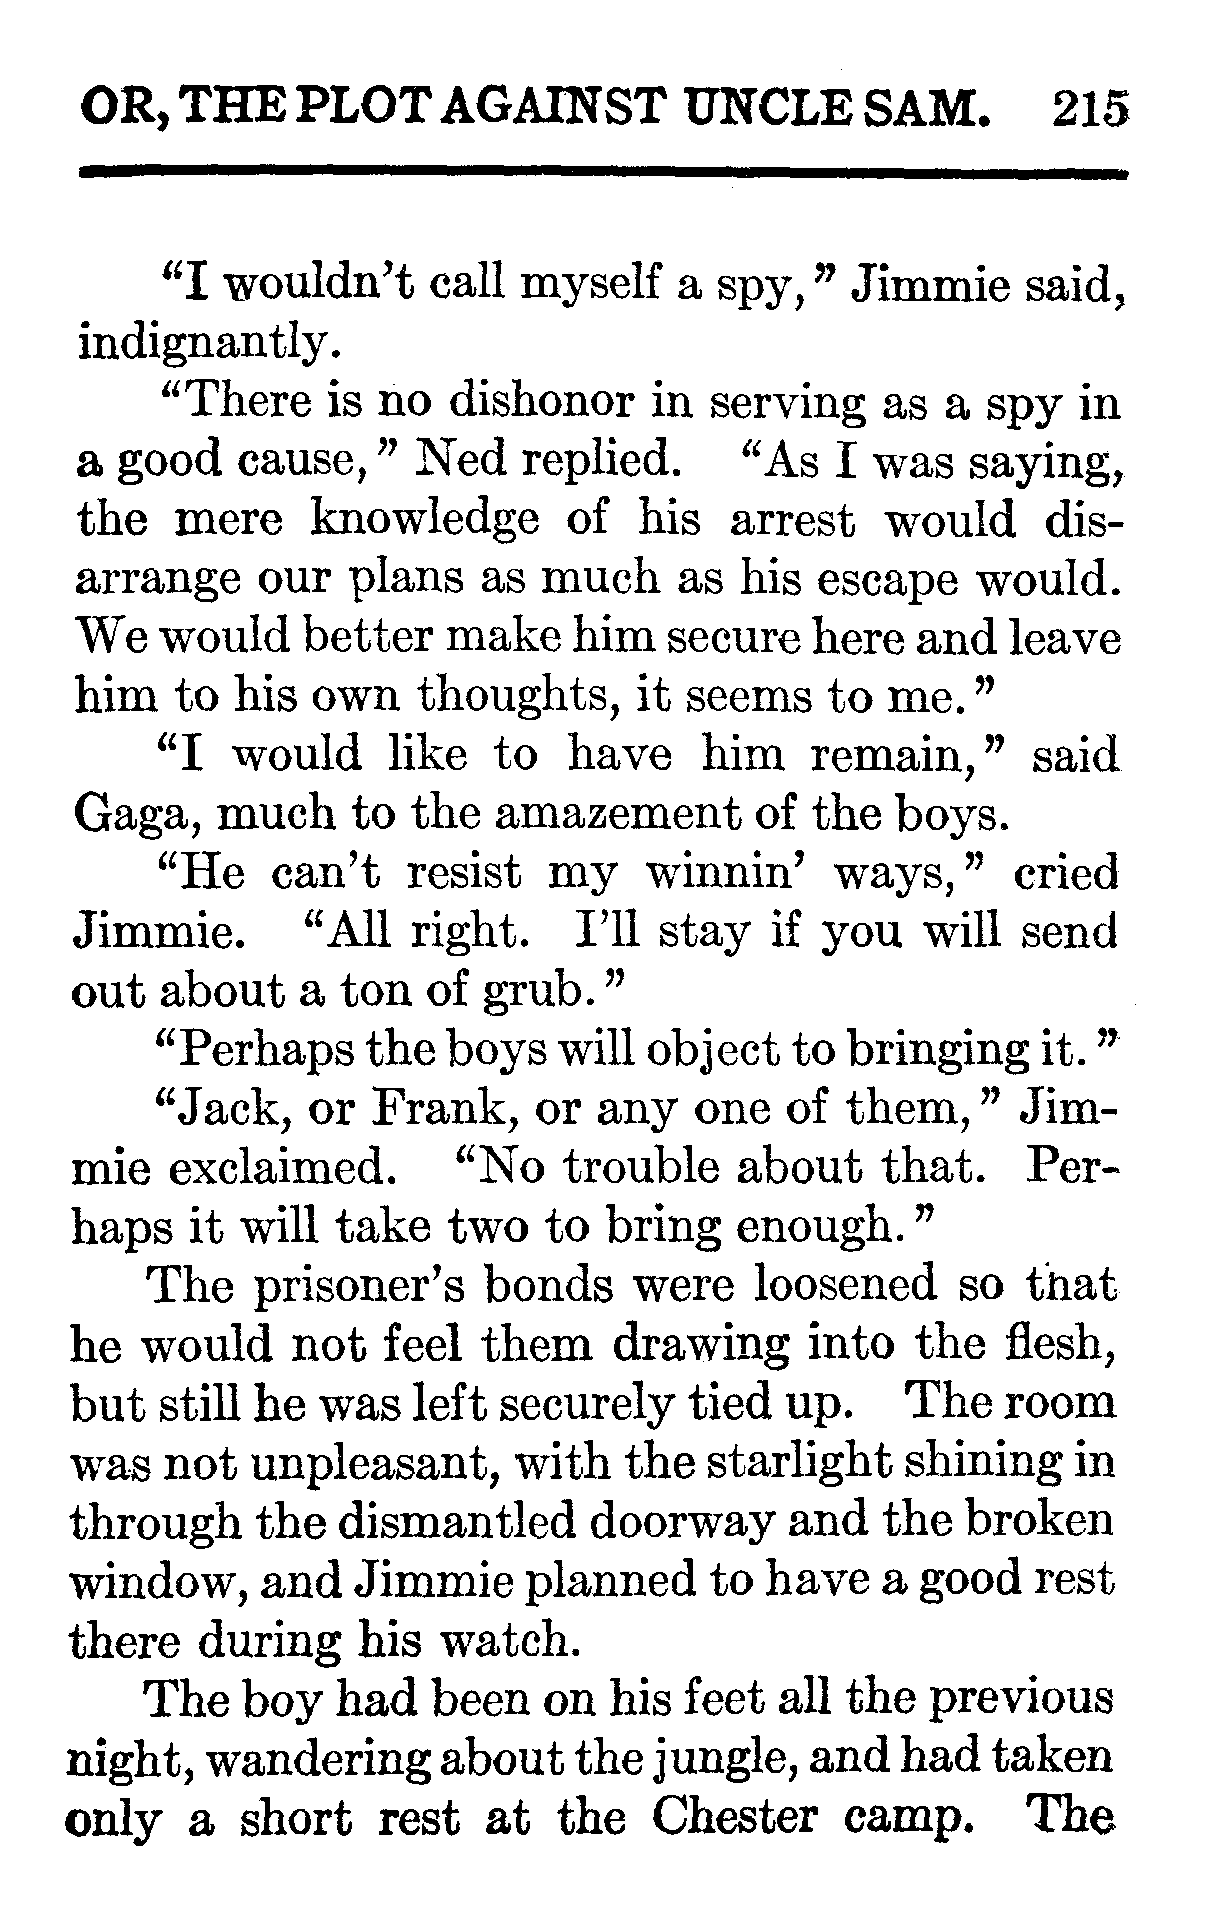 OR, THE PLOT AGAINST UNCLE SAM. 215
“I wouldn’t call myself a spy,” Jimmie said,
indignantly.
“There is no dishonor in serving as a spy in
a good cause,” Ned replied. “As I was saying,
the mere knowledge of his arrest would dis-
arrange our plans as much as his escape would.
We would better make him secure here and leave
him to his own thoughts, it seems to me.”
“I would like to have him remain,” said
Gaga, much to the amazement of the boys.
“He can’t resist my winnin’ ways,” cried
Jimmie. “All right. I’ll stay if you will send
out about a ton of grub.”
“Perhaps the boys will object to bringing it.”
“Jack, or Frank, or any one of them,” Jim-
mie exclaimed. “No trouble about that. Per-
haps it will take two to bring enough.”
The prisoner’s bonds were loosened so that
he would not feel them drawing into the flesh,
but still he was left securely tied up. The room
was not unpleasant, with the starlight shining in
through the dismantled doorway and the broken
window, and Jimmie planned to have a good rest
there during his watch.
The boy had been on his feet all the previous
night, wandering about the jungle, and had taken
only a short rest at the Chester camp. The